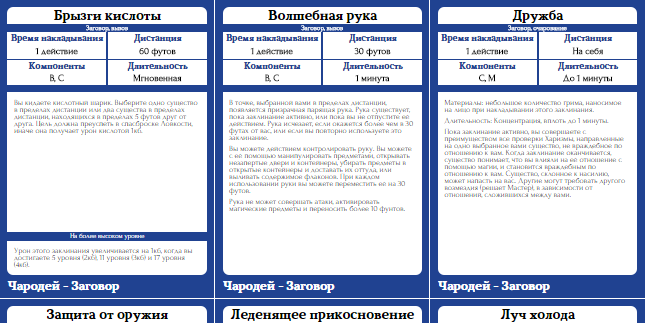 Брызги кислоты
Заговор, вызов
Время накладывания
Дистанция
1 действие
60 футов
Компоненты
Длительность
В, С
Мгновенная
Вы кидаете кислотный шарик. Выберите одно существо
в пределах дистанции или два существа в пределах
дистанции, находящихся в пределах 5 футов друг от
друга. Цель должна преуспеть в спасброске Ловкости,
иначе она получает урон кислотой 1к6.
На более высоком уровне
Урон этого заклинания увеличивается на 1к6, когда вы
достигаете 5 уровня (2к6), 11 уровня (3к6) и 17 уровня
(4к6).
Чародей - Заговор
Волшебная рука
Заговор, вызов
Время накладывания
Дистанция
1 действие
30 футов
Компоненты
Длительность
В, С
1 минута
В точке, выбранной вами в пределах дистанции,
появляется призрачная парящая рука. Рука существует,
пока заклинание активно, или пока вы не отпустите ее
действием. Рука исчезает, если окажется более чем в 30
футах от вас, или если вы повторно используете это
заклинание.
Вы можете действием контролировать руку. Вы можете
с ее помощью манипулировать предметами, открывать
незапертые двери и контейнеры, убирать предметы в
открытые контейнеры и доставать их оттуда, или
выливать содержимое флаконов. При каждом
использовании руки вы можете переместить ее на 30
футов.
Рука не может совершать атаки, активировать
магические предметы и переносить более 10 фунтов.
Чародей - Заговор
Дружба
Заговор, очарование
Время накладывания
Дистанция
1 действие
На себя
Компоненты
Длительность
С, М
До 1 минуты
Материалы: небольшое количество грима, наносимое
на лицо при накладывании этого заклинания.
Длительность: Концентрация, вплоть до 1 минуты.
Пока заклинание активно, вы совершаете с
преимуществом все проверки Харизмы, направленные
на одно выбранное вами существо, не враждебное по
отношению к вам. Когда заклинание оканчивается,
существо понимает, что вы влияли на ее отношение с
помощью магии, и становится враждебным по
отношению к вам. Существо, склонное к насилию,
может напасть на вас. Другие могут требовать другого
возмездия (решает Мастер), в зависимости от
отношений, сложившихся между вами.
Чародей - Заговор
Защита от оружия
Леденящее прикосновение
Луч холода